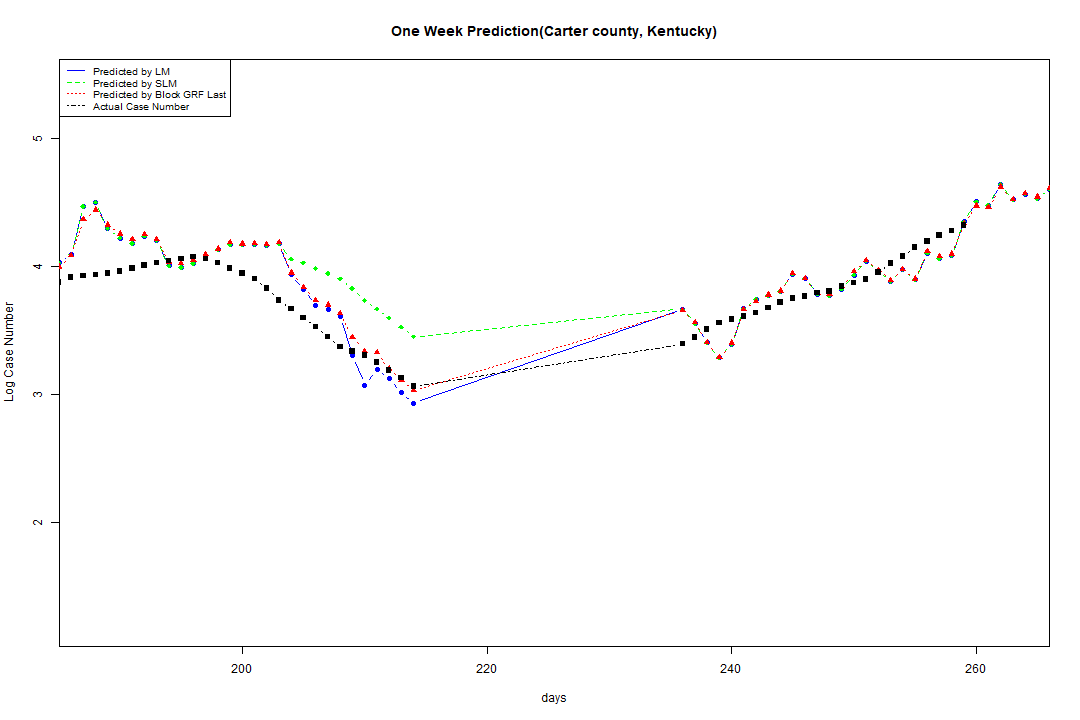 One Week Prediction(Carter county, Kentucky)
Predicted by LM
Predicted by SLM
Predicted by Block GRF Last
Actual Case Number
5
4
3
2
Log Case Number
200 220 240 260
days